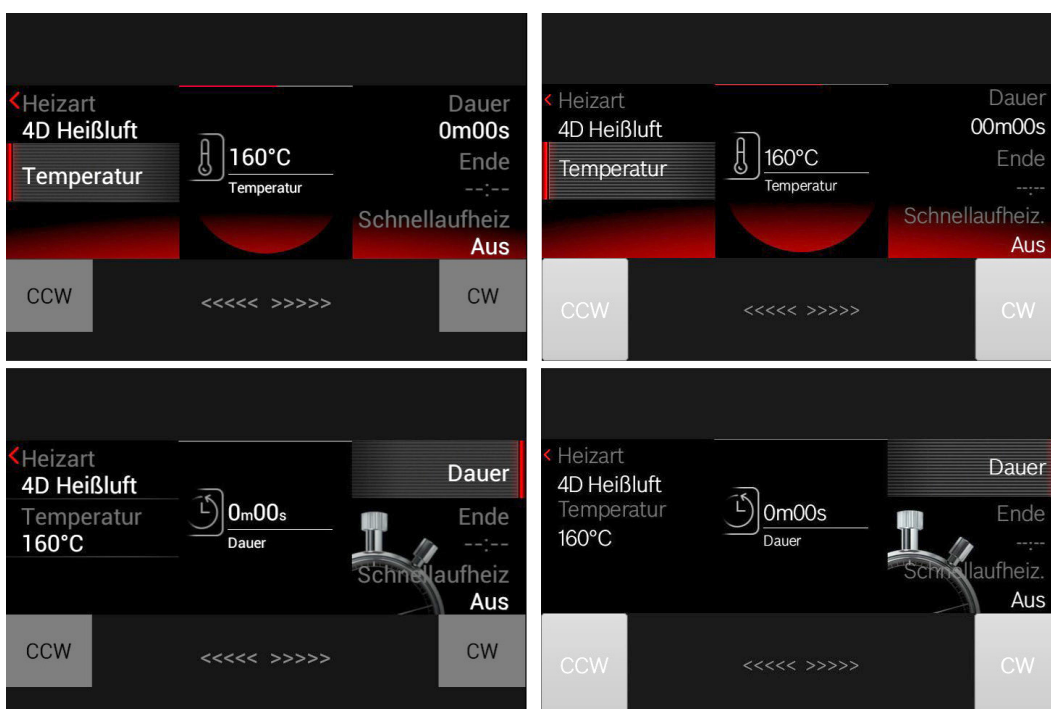 Heizart
4D Heißluft
Temperatur
160°C
Temperatur
Dauer
0m00s
Ende
--:--
Schnellaufheiz
Aus
CCW
<<<<< >>>>>
CW
Heizart
4D Heißluft
Temperatur
160°C
Temperatur
Dauer
00m00s
Ende
--:--
Schnellaufheiz.
Aus
CCW
<<<<< >>>>>
CW
Heizart
4D Heißluft
Temperatur
160°C
0m00s
Dauer
Dauer
Ende
--:--
Schnellaufheiz
Aus
CCW
<<<<< >>>>>
CW
Heizart
4D Heißluft
Temperatur
160°C
0m00s
Dauer
Dauer
Ende
--:--
Schnellaufheiz.
Aus
CCW
<<<<< >>>>>
CW